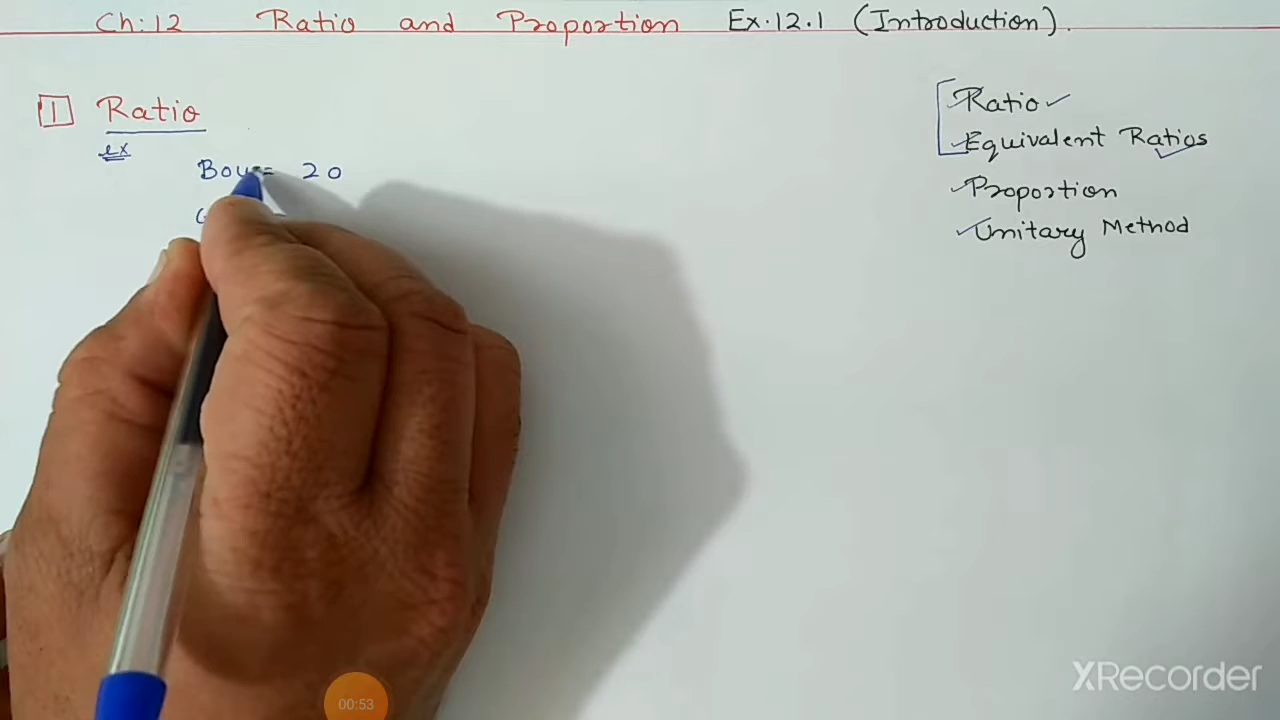 Ch:12 Ratio and Proportion Ex.12.1 (Introduction).
1 Ratio
ex
= 20
Ratio
Equivalent Ratios
Proportion
Unitary Method
00:53
XRecorder